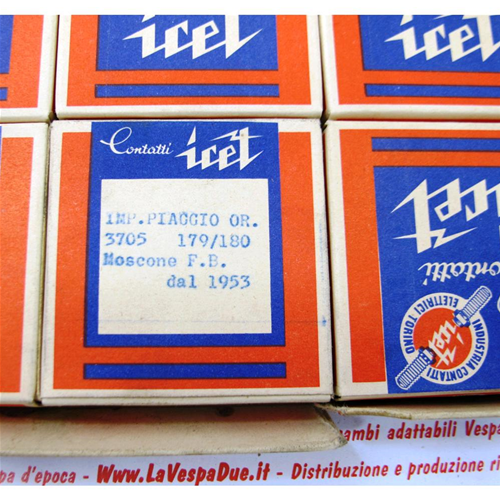 icet
icet
Contatti icet
IMP.PIAGGIO OR.
3705 179/180
Moscone F.B.
dal 1953
icet
contatti
INDUSTRIA CONTATTI ELETTRICI TORINO
icet
cambi adattabili Vespa
pa d'epoca - www.LaVespaDue.it - Distribuzione e produzione ri